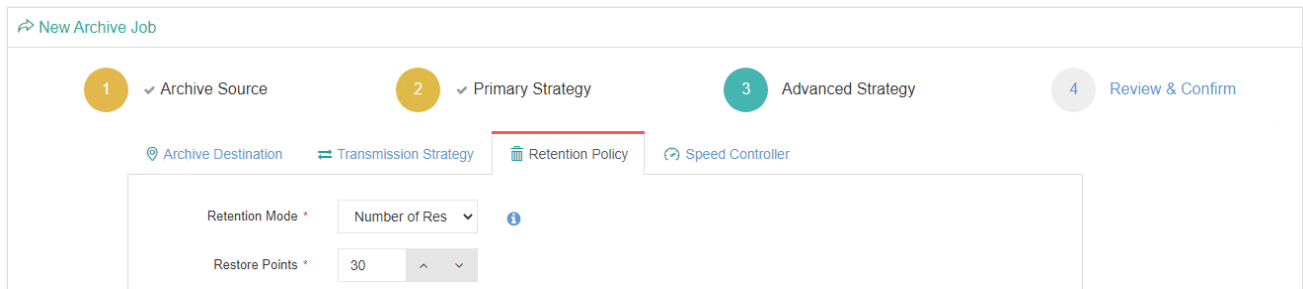 New Archive Job
1 Archive Source 2 Primary Strategy 3 Advanced Strategy 4 Review & Confirm
Archive Destination Transmission Strategy Retention Policy Speed Controller
Retention Mode * Number of Res
Restore Points * 30